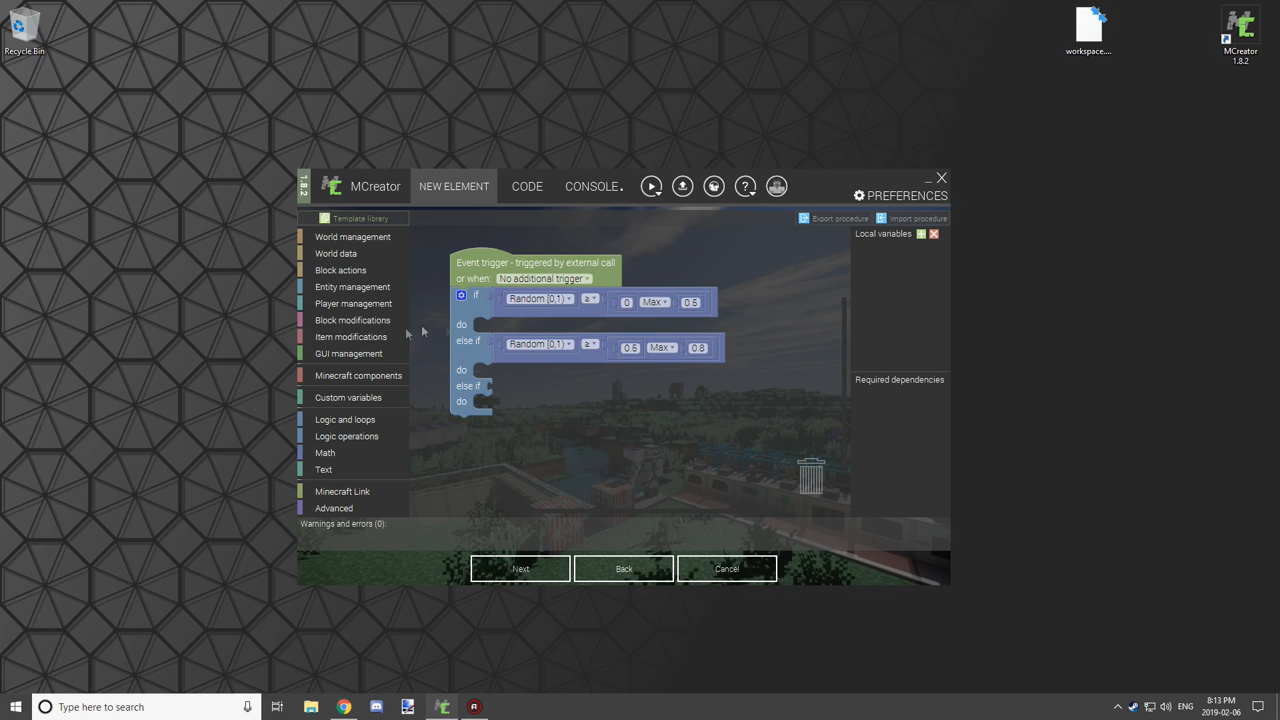 Recycle Bin
workspace....
MCreator
1.8.2
1.8.2
MCreator
NEW ELEMENT
CODE
CONSOLE.
PREFERENCES
Template library
Export procedure
Import procedure
World management
World data
Block actions
Entity management
Player management
Block modifications
Item modifications
GUI management
Minecraft components
Custom variables
Logic and loops
Logic operations
Math
Text
Minecraft Link
Advanced
Event trigger - triggered by external call
or when: No additional trigger
if Random [0,1) ≥ 0 Max 0.5
do
else if Random [0,1) ≥ 0.5 Max 0.8
do
else if
do
Local variables
Required dependencies
Warnings and errors (0):
Next
Back
Cancel
Type here to search
ENG
8:13 PM
2019-02-06